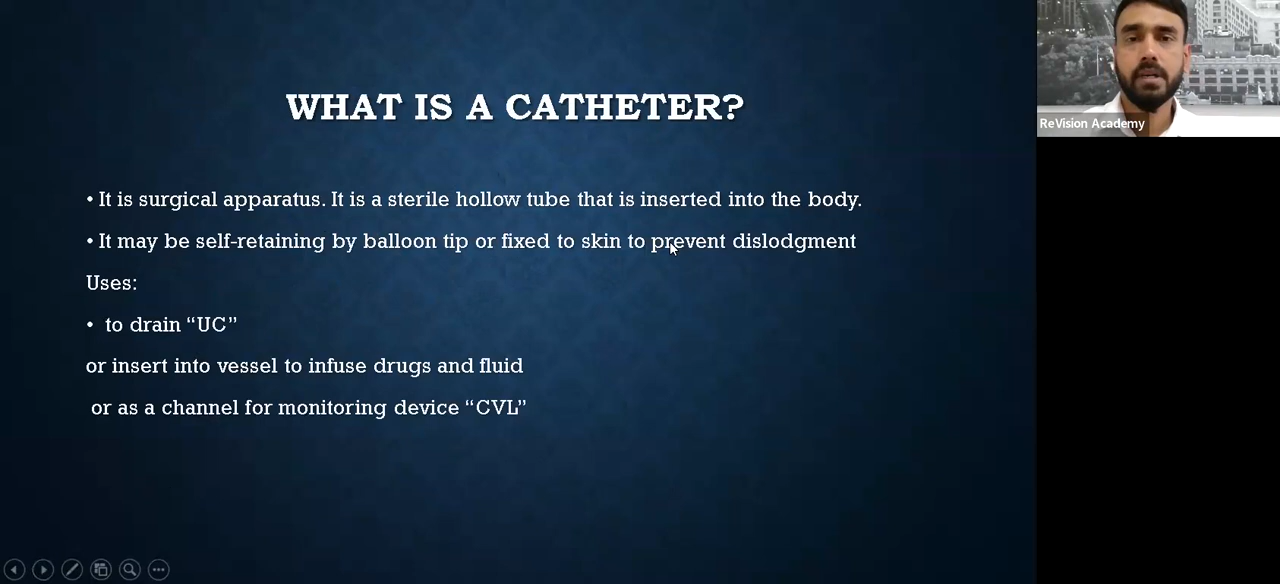 WHAT IS A CATHETER?
• It is surgical apparatus. It is a sterile hollow tube that is inserted into the body.
• It may be self-retaining by balloon tip or fixed to skin to prevent dislodgment
Uses:
• to drain “UC”
or insert into vessel to infuse drugs and fluid
or as a channel for monitoring device “CVL”
ReVision Academy